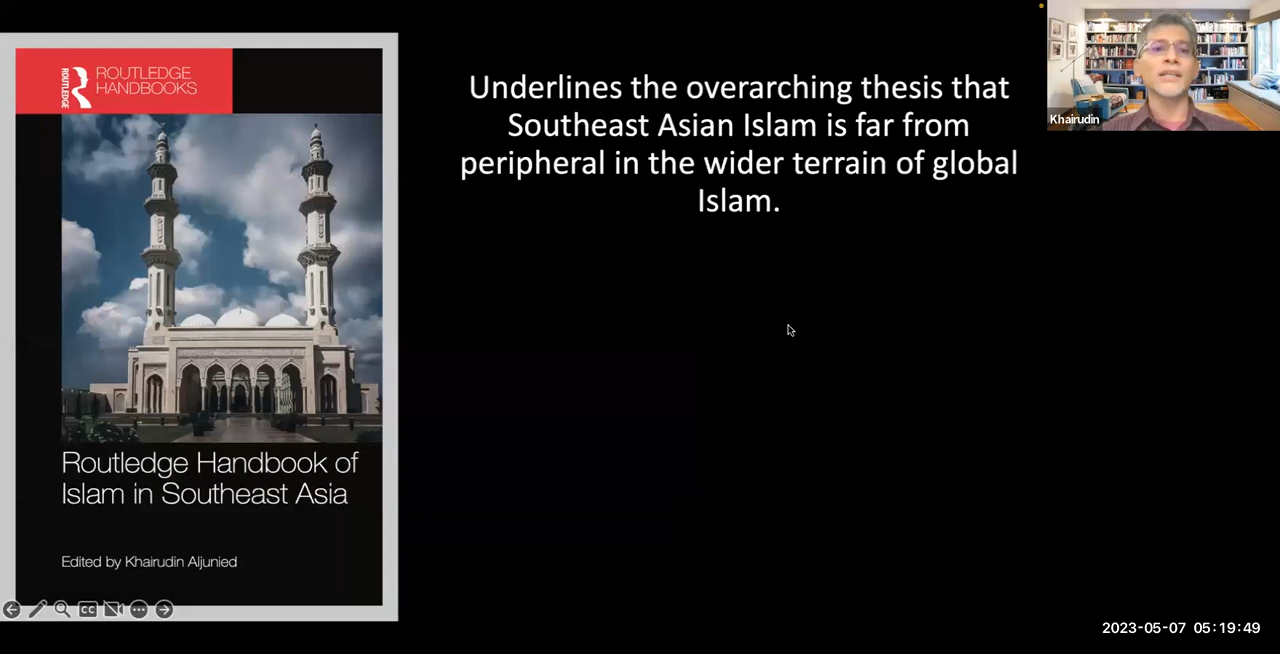 ROUTLEDGE
HANDBOOKS
ROUTLEDGE
Routledge Handbook of
Islam in Southeast Asia
Edited by Khairudin Aljunied
Underlines the overarching thesis that
Southeast Asian Islam is far from
peripheral in the wider terrain of global
Islam.
Khairudin
CC
2023-05-07 05:19:49